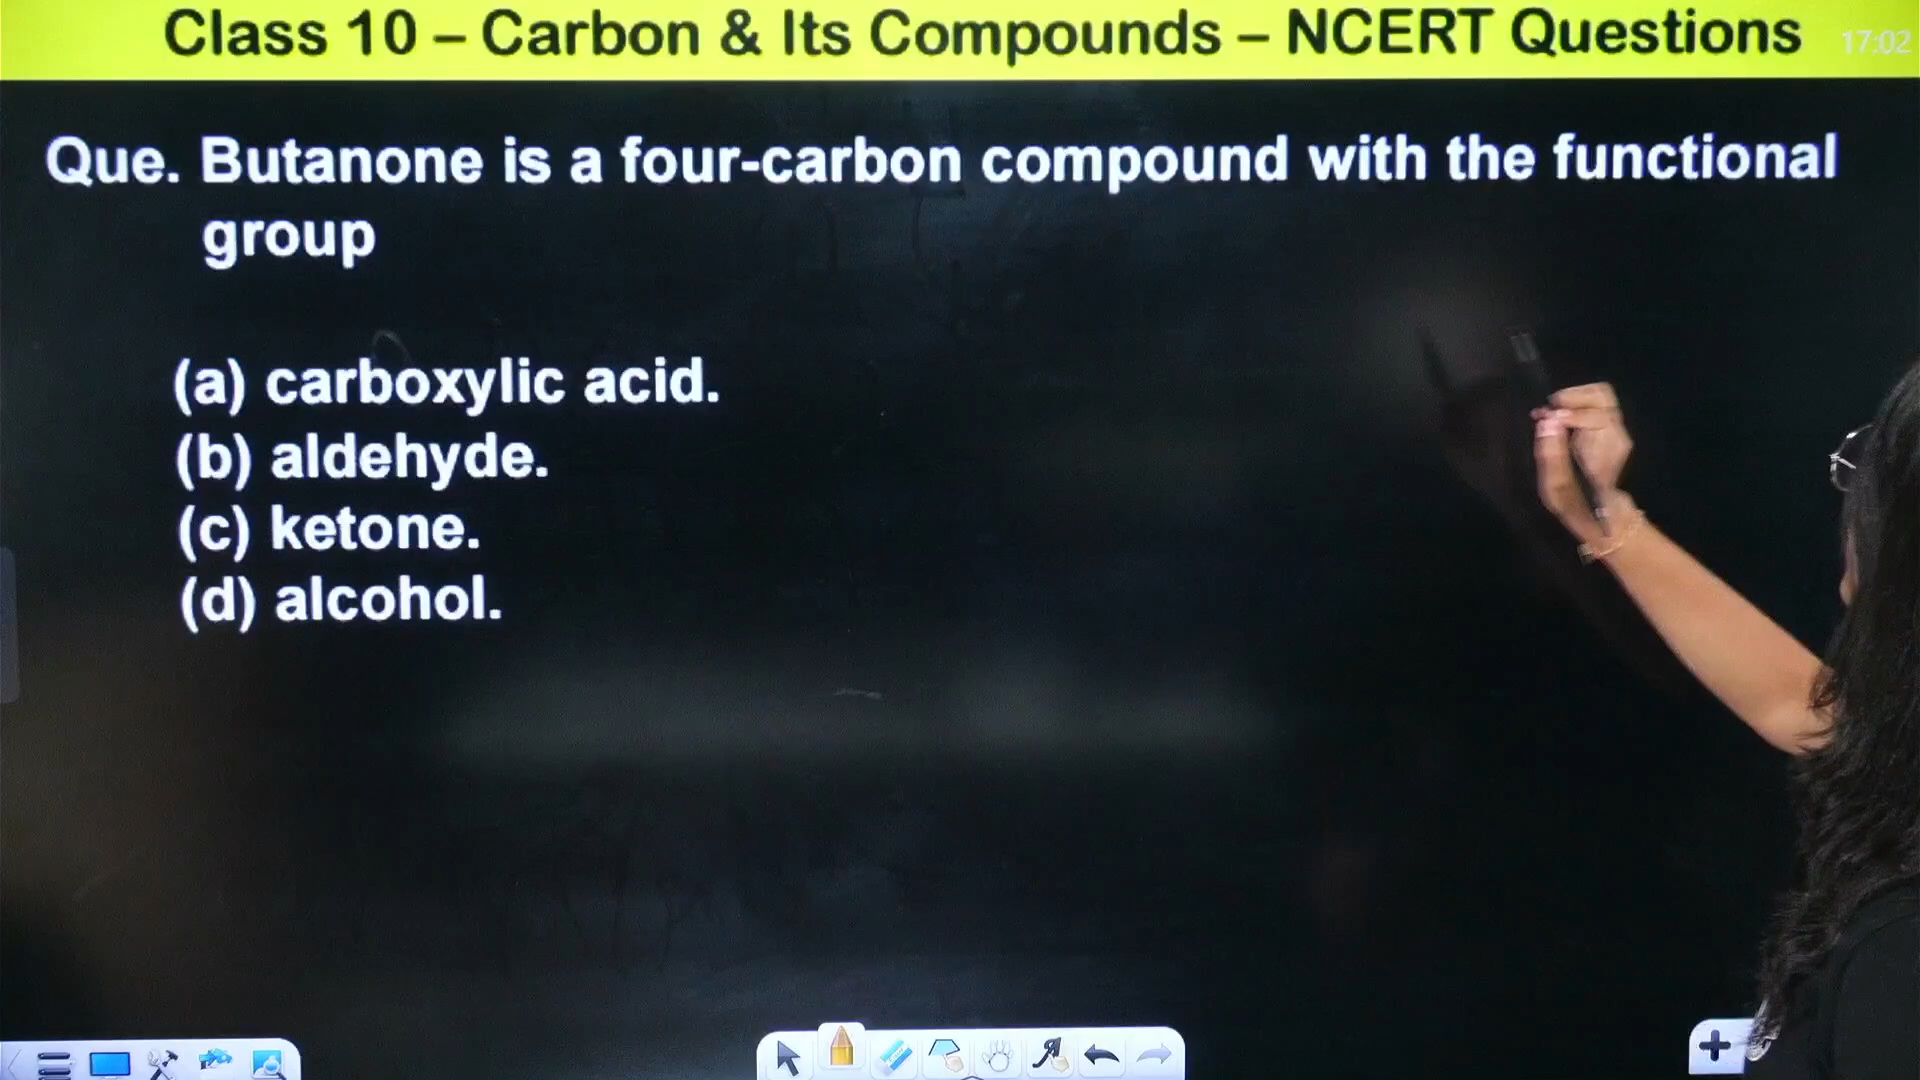 Class 10 – Carbon & Its Compounds – NCERT Questions
17:02
Que. Butanone is a four-carbon compound with the functional
group
(a) carboxylic acid.
(b) aldehyde.
(c) ketone.
(d) alcohol.